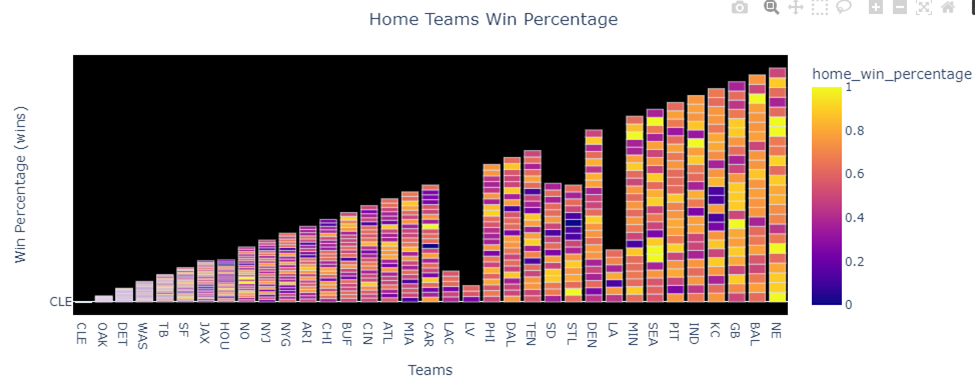 Home Teams Win Percentage
home_win_percentage
1
0.8
0.6
0.4
0.2
0
Win Percentage (wins)
CLE
CLE OAK DET WAS TB SF JAX HOU NO NYJ NYG ARI CHI BUF CIN ATL MIA CAR LAC LV PHI DAL TEN SD STL DEN LA MIN SEA PIT IND KC GB BAL NE
Teams